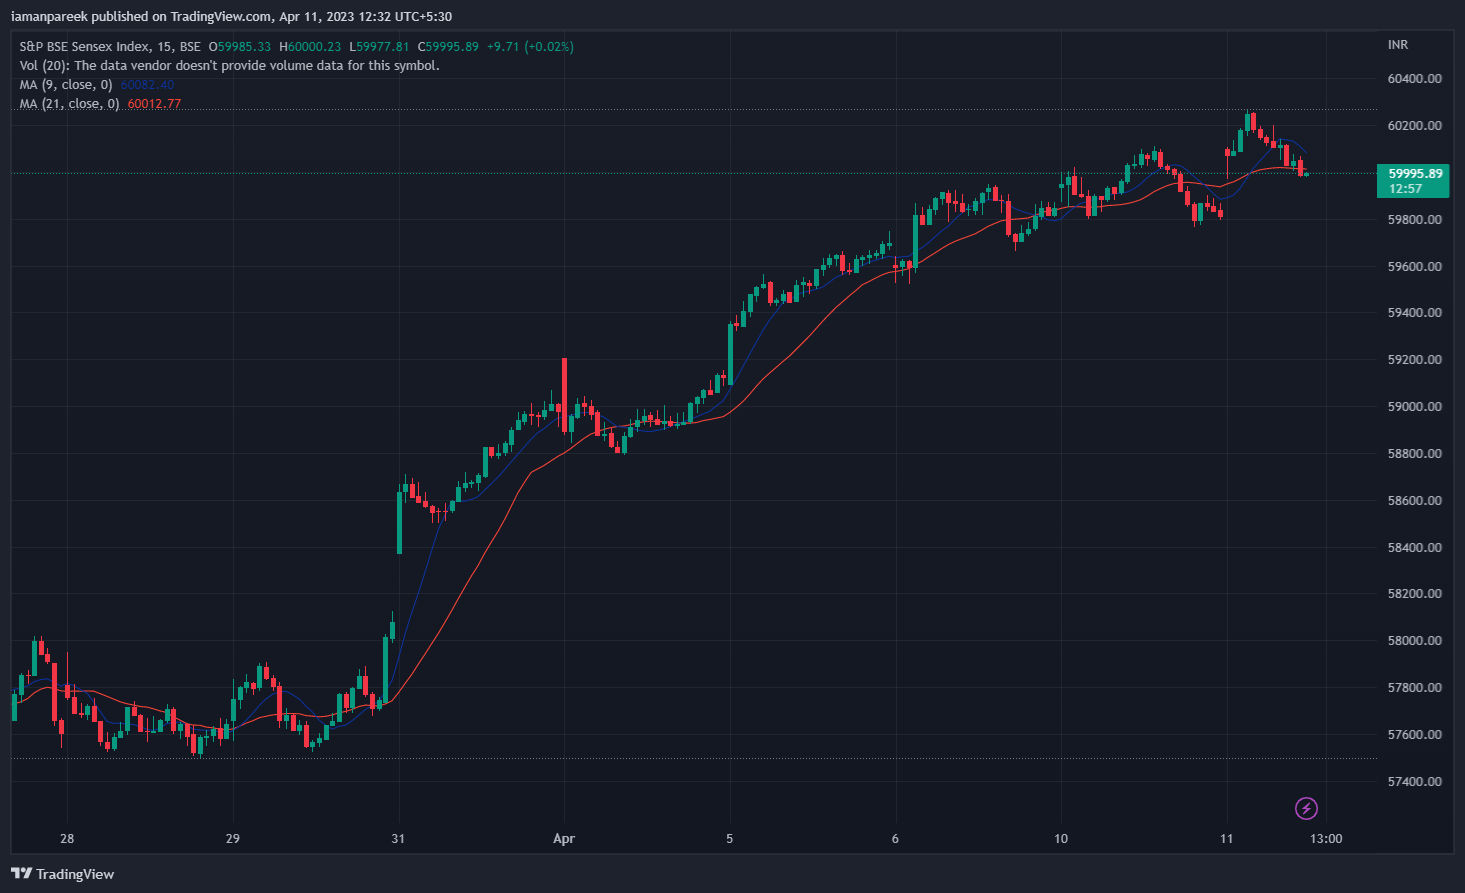 iamanpareek published on TradingView.com, Apr 11, 2023 12:32 UTC+5:30
S&P BSE Sensex Index, 15, BSE O59985.33 H60000.23 L59977.81 C59995.89 +9.71 (+0.02%)
INR
Vol (20): The data vendor doesn't provide volume data for this symbol.
MA (9, close, 0) 60082.40
MA (21, close, 0) 60012.77
60400.00
60200.00
59995.89
12:57
59800.00
59600.00
59400.00
59200.00
59000.00
58800.00
58600.00
58400.00
58200.00
58000.00
57800.00
57600.00
57400.00
28 29 31 Apr 5 6 10 11 13:00
TradingView